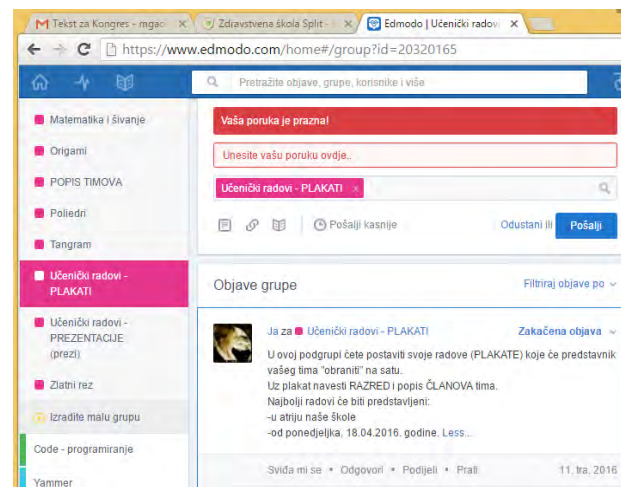 Tekst za Kongres - mgac
Zdravstvena škola Split -
Edmodo | Učenički radov
https://www.edmodo.com/home#/group?id=20320165
Pretražite objave, grupe, korisnike i više
Matematika i šivanje
Origami
POPIS TIMOVA
Poliedri
Tangram
Učenički radovi -
PLAKATI
Učenički radovi -
PREZENTACIJE
(prezi)
Zlatni rez
Izradite malu grupu
Code - programiranje
Yammer
Vaša poruka je prazna!
Unesite vašu poruku ovdje..
Učenički radovi - PLAKATI ×
Pošalji kasnije
Odustani ili Pošalji
Objave grupe
Filtriraj objave po
Ja za Učenički radovi - PLAKATI
Zakačena objava
U ovoj podgrupi ćete postaviti svoje radove (PLAKATE) koje će predstavnik
vašeg tima "obraniti" na satu.
Uz plakat navesti RAZRED i popis ČLANOVA tima.
Najbolji radovi će biti predstavljeni:
-u atriju naše škole
-od ponedjeljka, 18.04.2016. godine. Less...
Sviđa mi se • Odgovori • Podijeli • Prati
11. tra, 2016